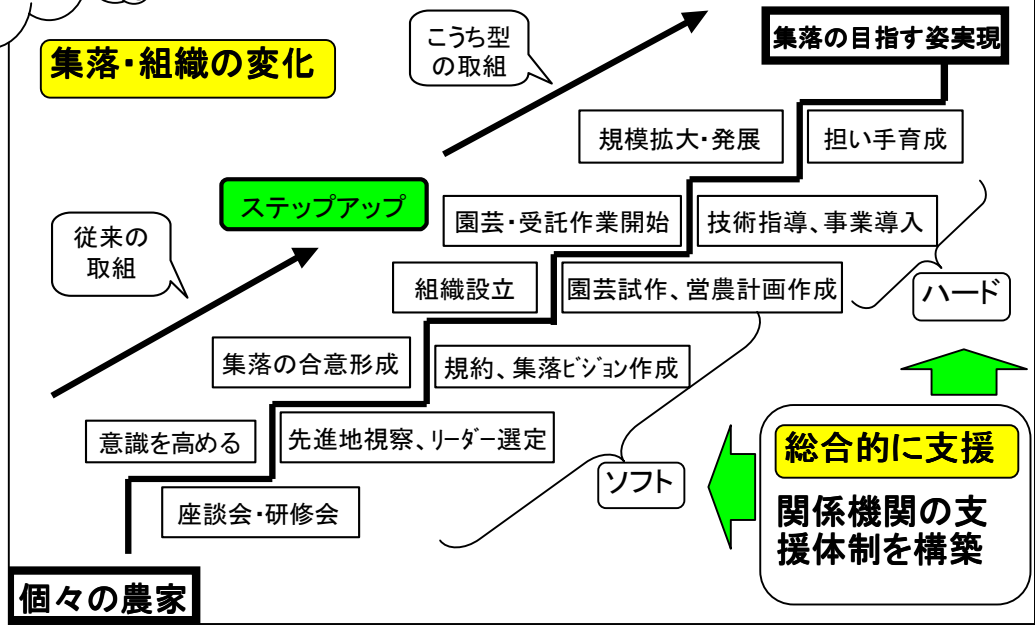 集落・組織の変化
こうち型
の取組
集落の目指す姿実現
規模拡大・発展
担い手育成
ステップアップ
従来の
取組
園芸・受託作業開始
技術指導、事業導入
組織設立
園芸試作、営農計画作成
ハード
集落の合意形成
規約、集落ﾋﾞｼﾞｮﾝ作成
意識を高める
先進地視察、ﾘｰﾀﾞｰ選定
ソフト
座談会・研修会
総合的に支援
関係機関の支
援体制を構築
個々の農家